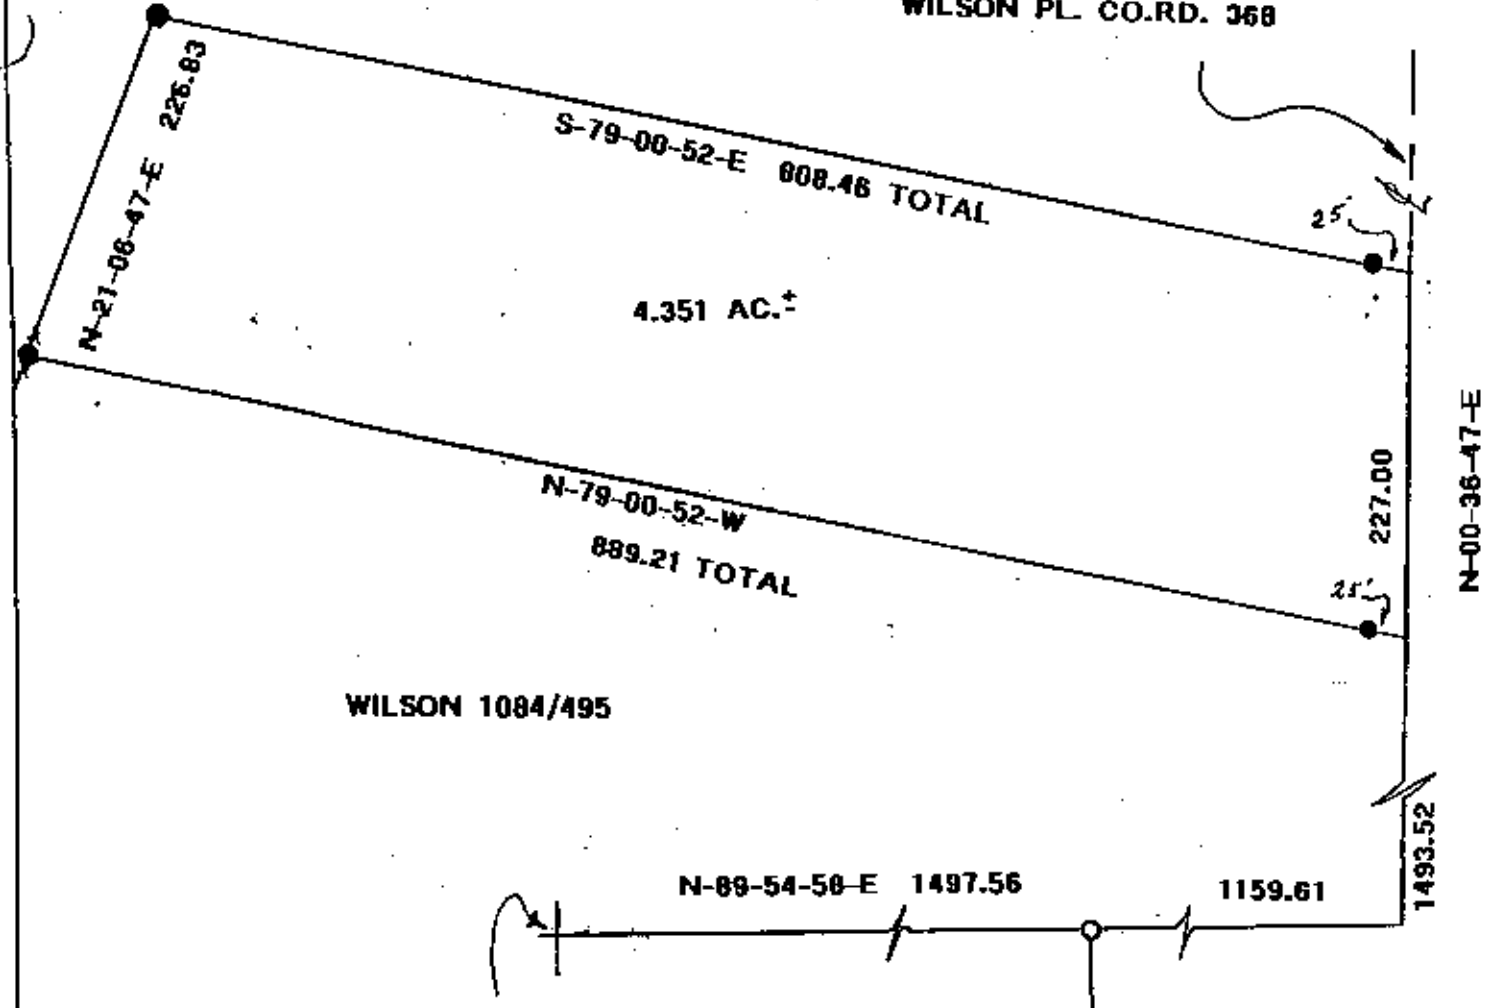 WILSON PL. CO.RD. 368
N-21-06-47-E 226.83
S-79-00-52-E 808.46 TOTAL
25'
4.351 AC.±
N-00-36-47-E
227.00
N-79-00-52-W
889.21 TOTAL
25'
WILSON 1084/495
1493.52
N-89-54-58-E 1497.56
1159.61